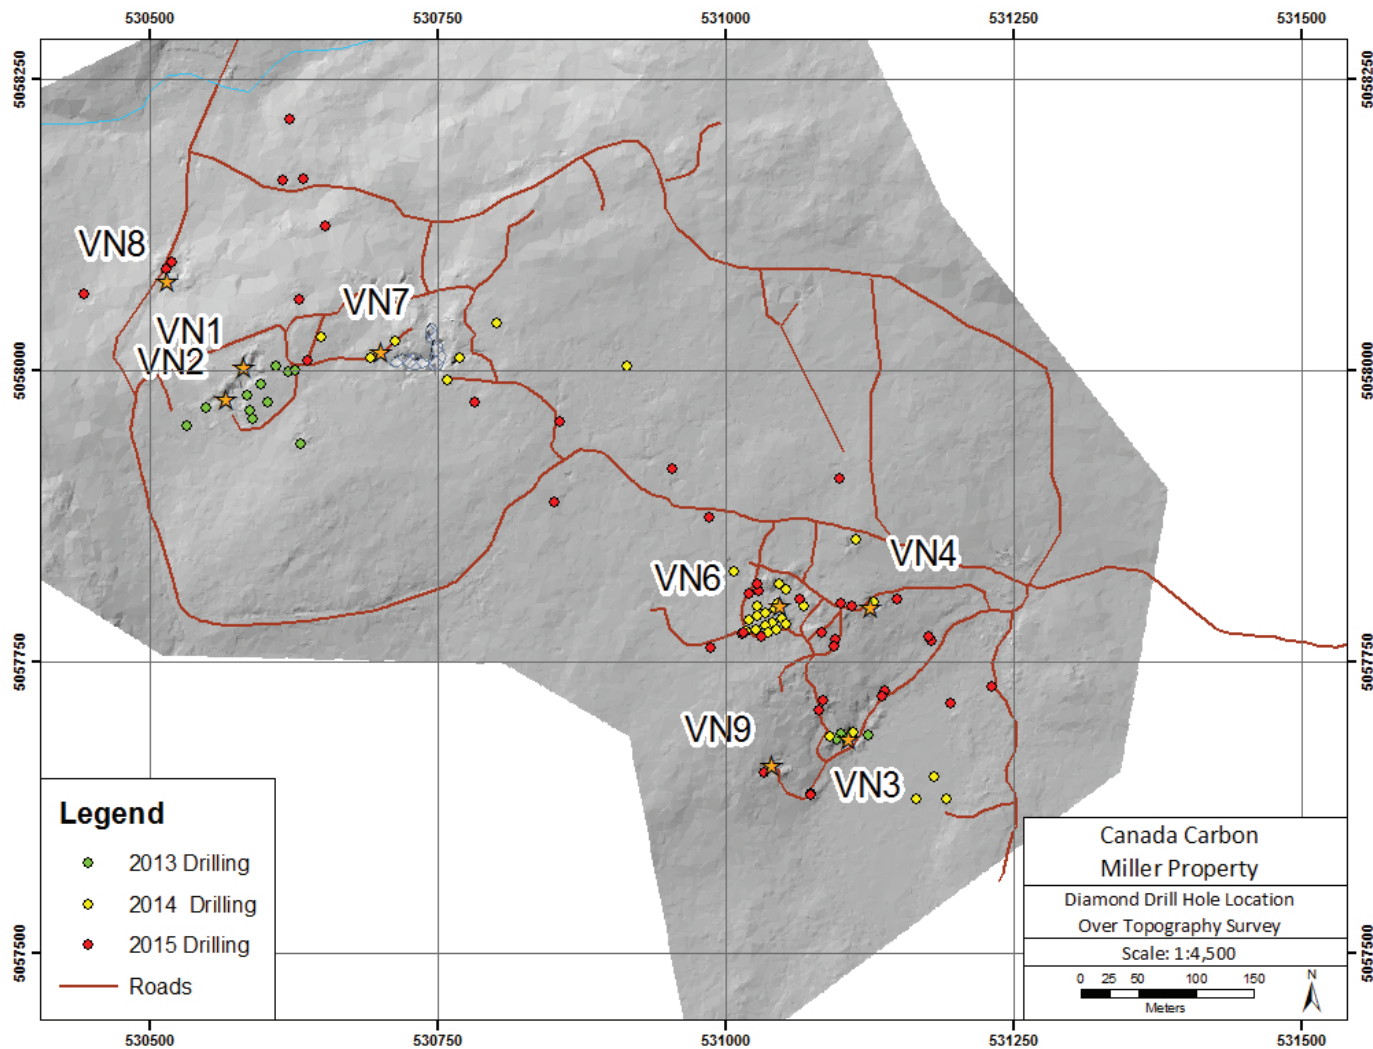 530500 530750 531000 531250 531500
5058250 5058250
VN8
VN7
VN1
VN2
5058000 5058000
VN4
VN6
5057750 5057750
VN9
VN3
Legend
2013 Drilling
2014 Drilling
2015 Drilling
Roads
Canada Carbon
Miller Property
Diamond Drill Hole Location
Over Topography Survey
Scale: 1:4,500
0 25 50 100 150
Meters
N
5057500 5057500
530500 530750 531000 531250 531500